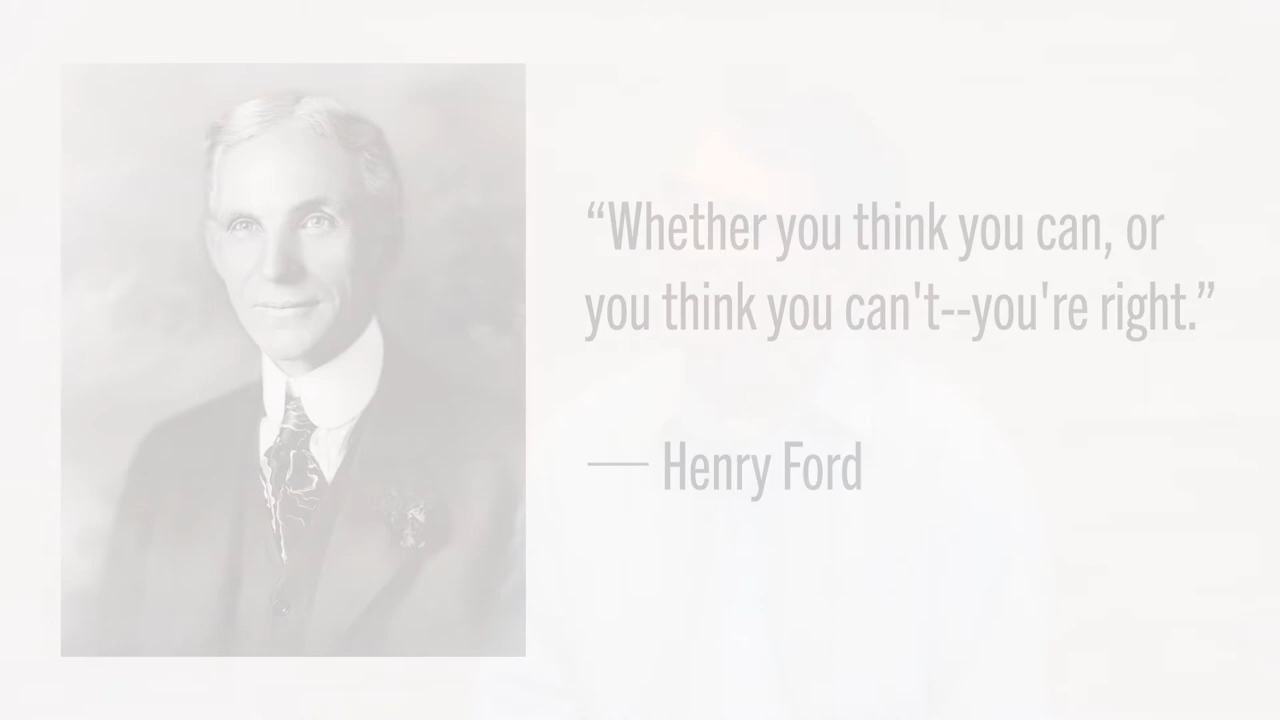 “Whether you think you can, or
you think you can't--you're right.”
— Henry Ford